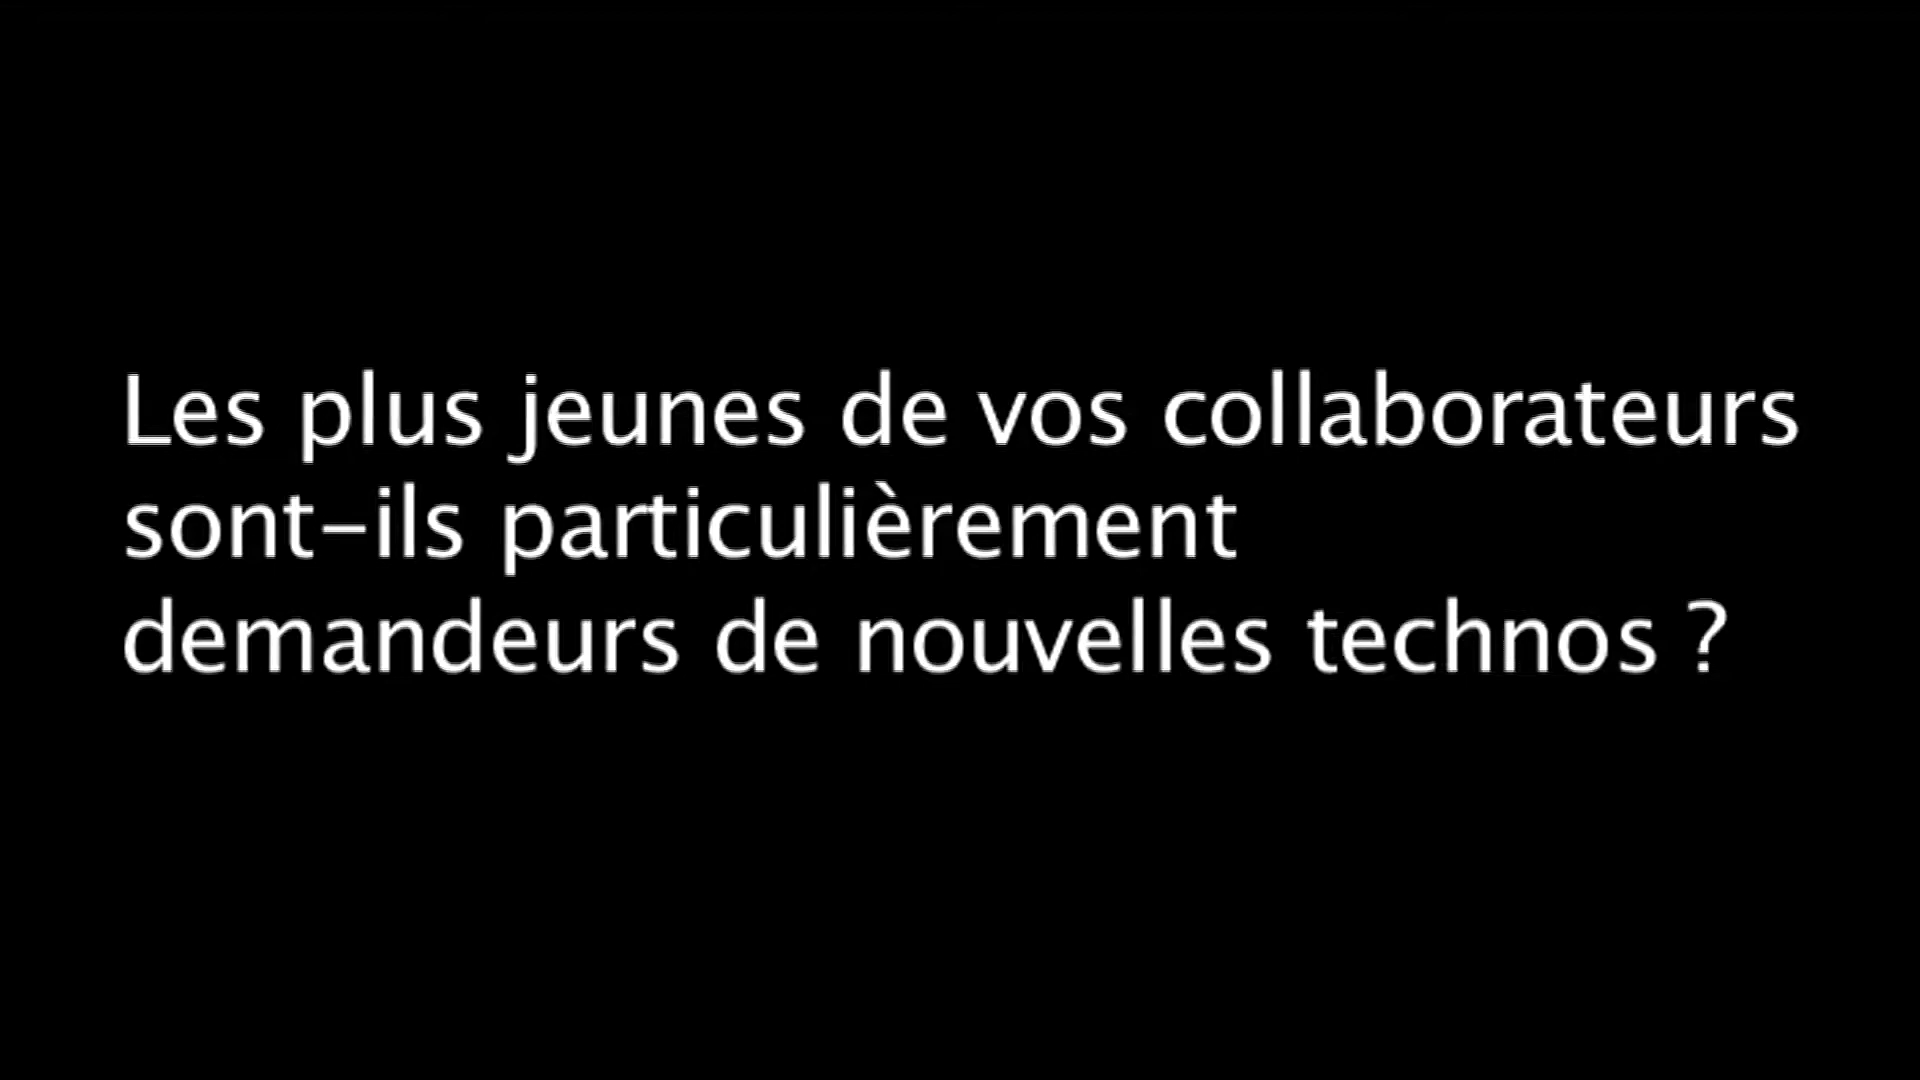 Les plus jeunes de vos collaborateurs
sont-ils particulièrement
demandeurs de nouvelles technos ?